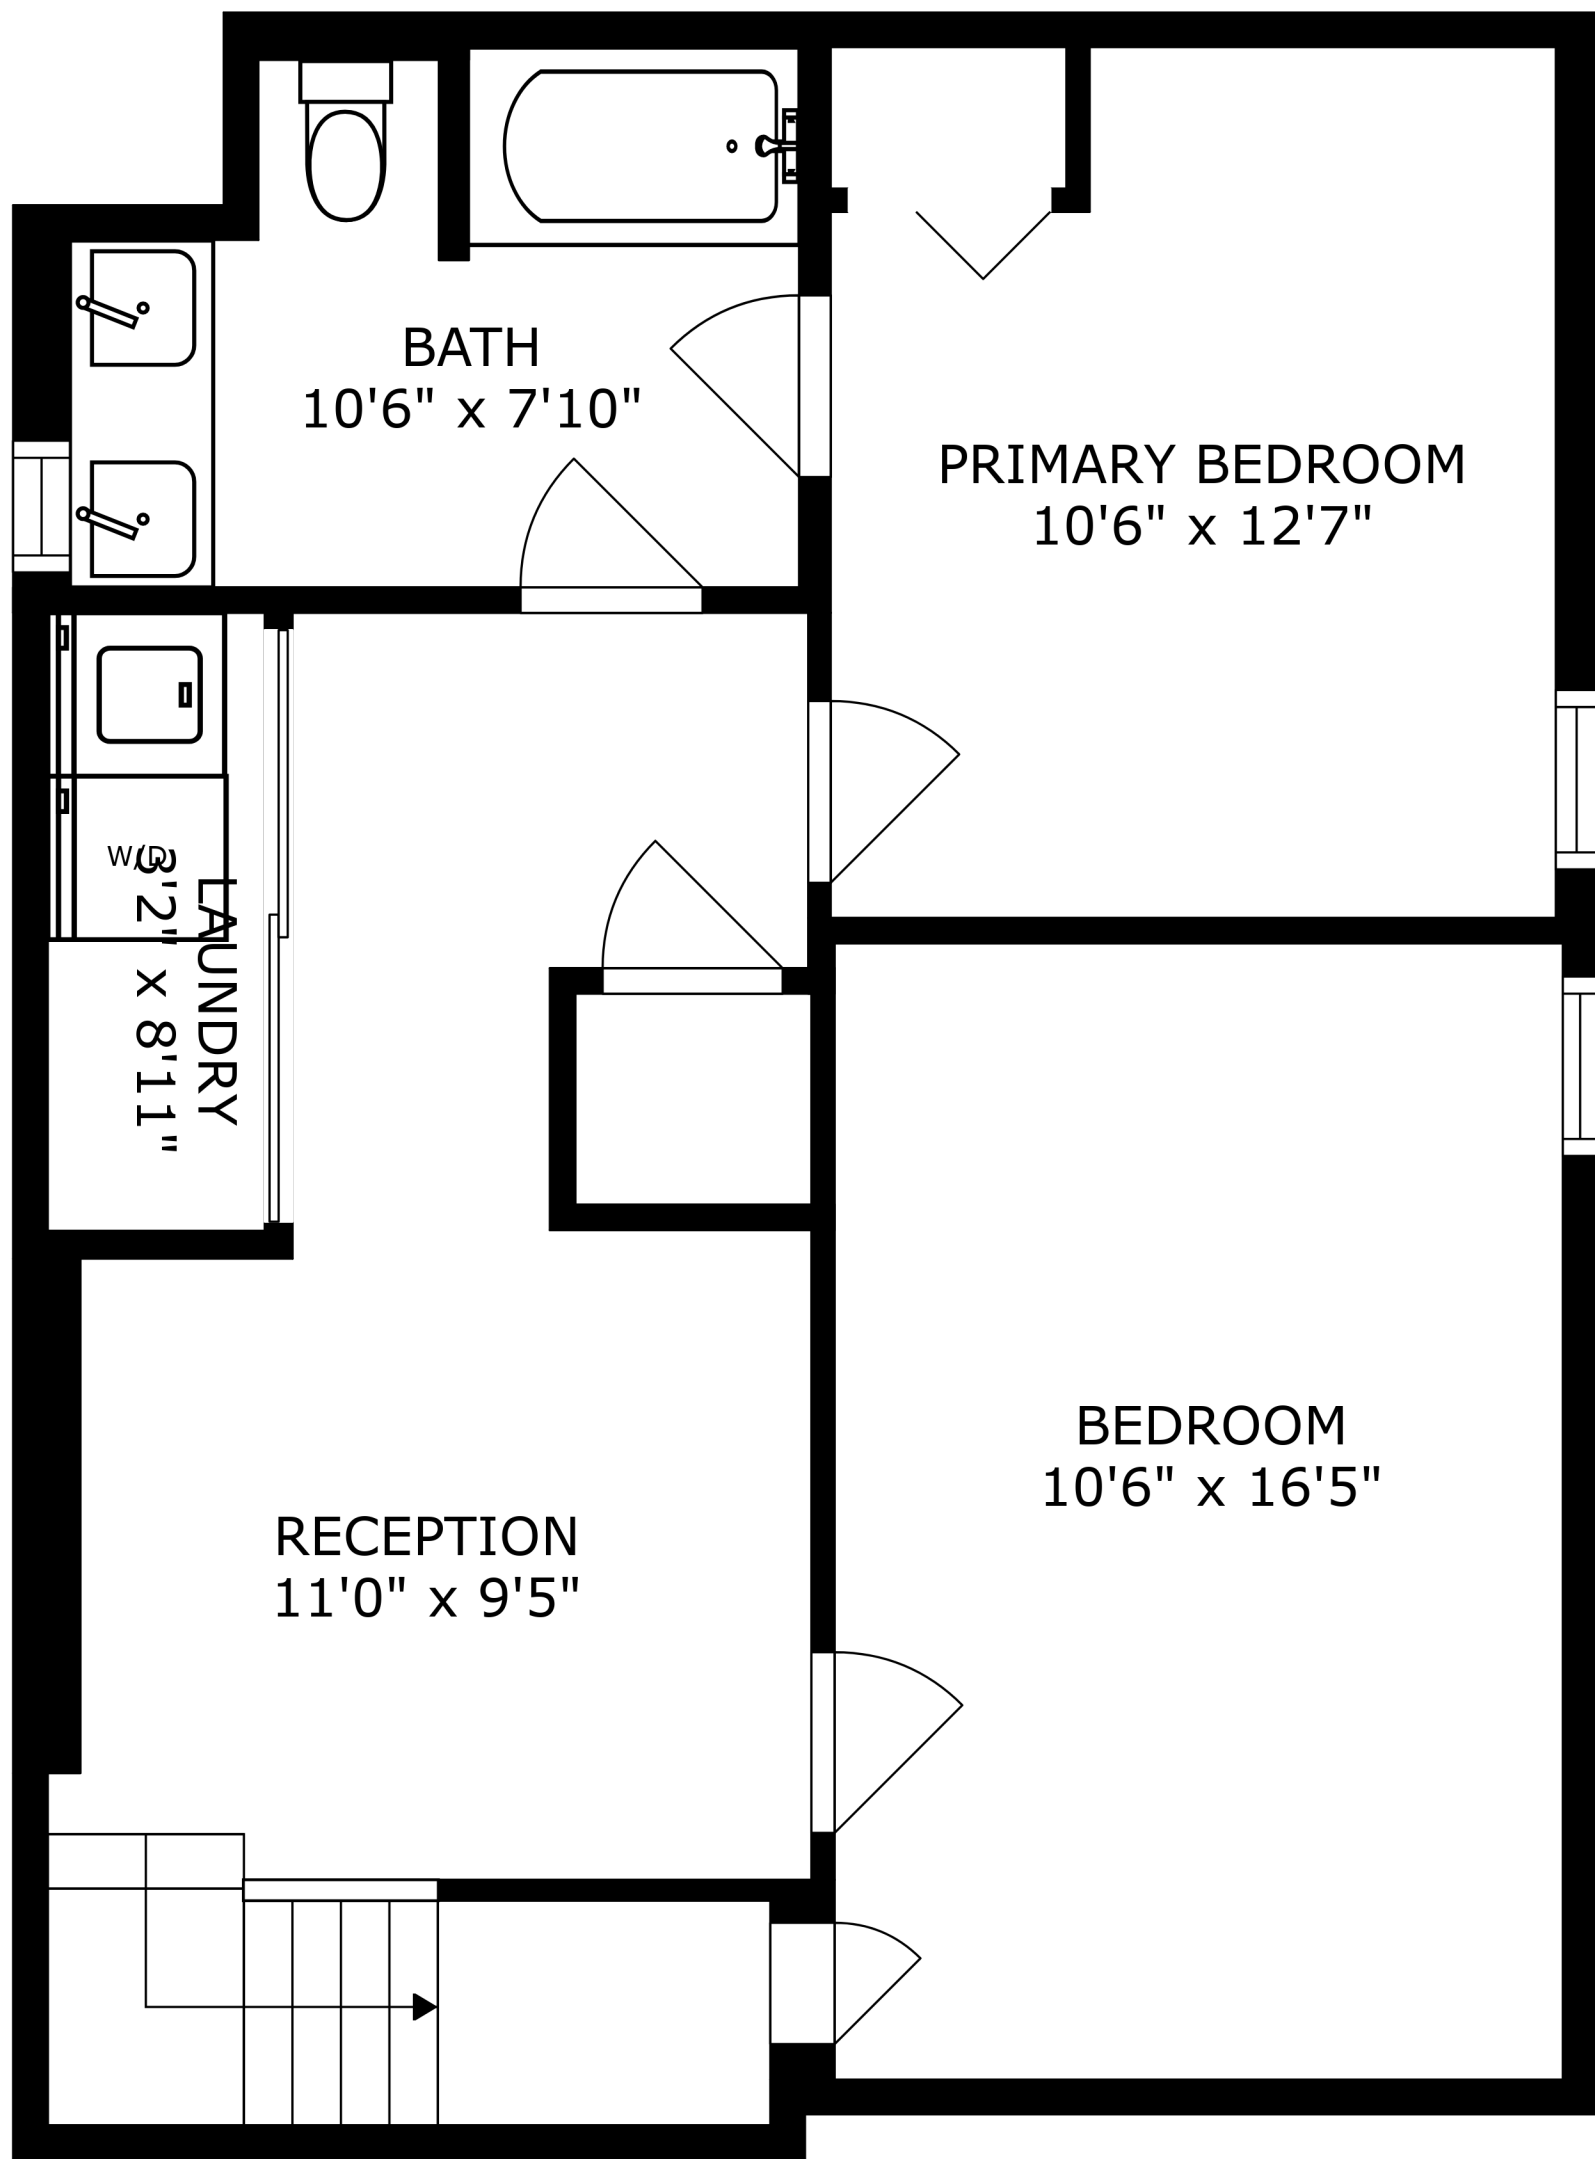 BATH
10'6" x 7'10"
PRIMARY BEDROOM
10'6" x 12'7"
W/D
LAUNDRY
3'2" x 8'11"
BEDROOM
10'6" x 16'5"
RECEPTION
11'0" x 9'5"